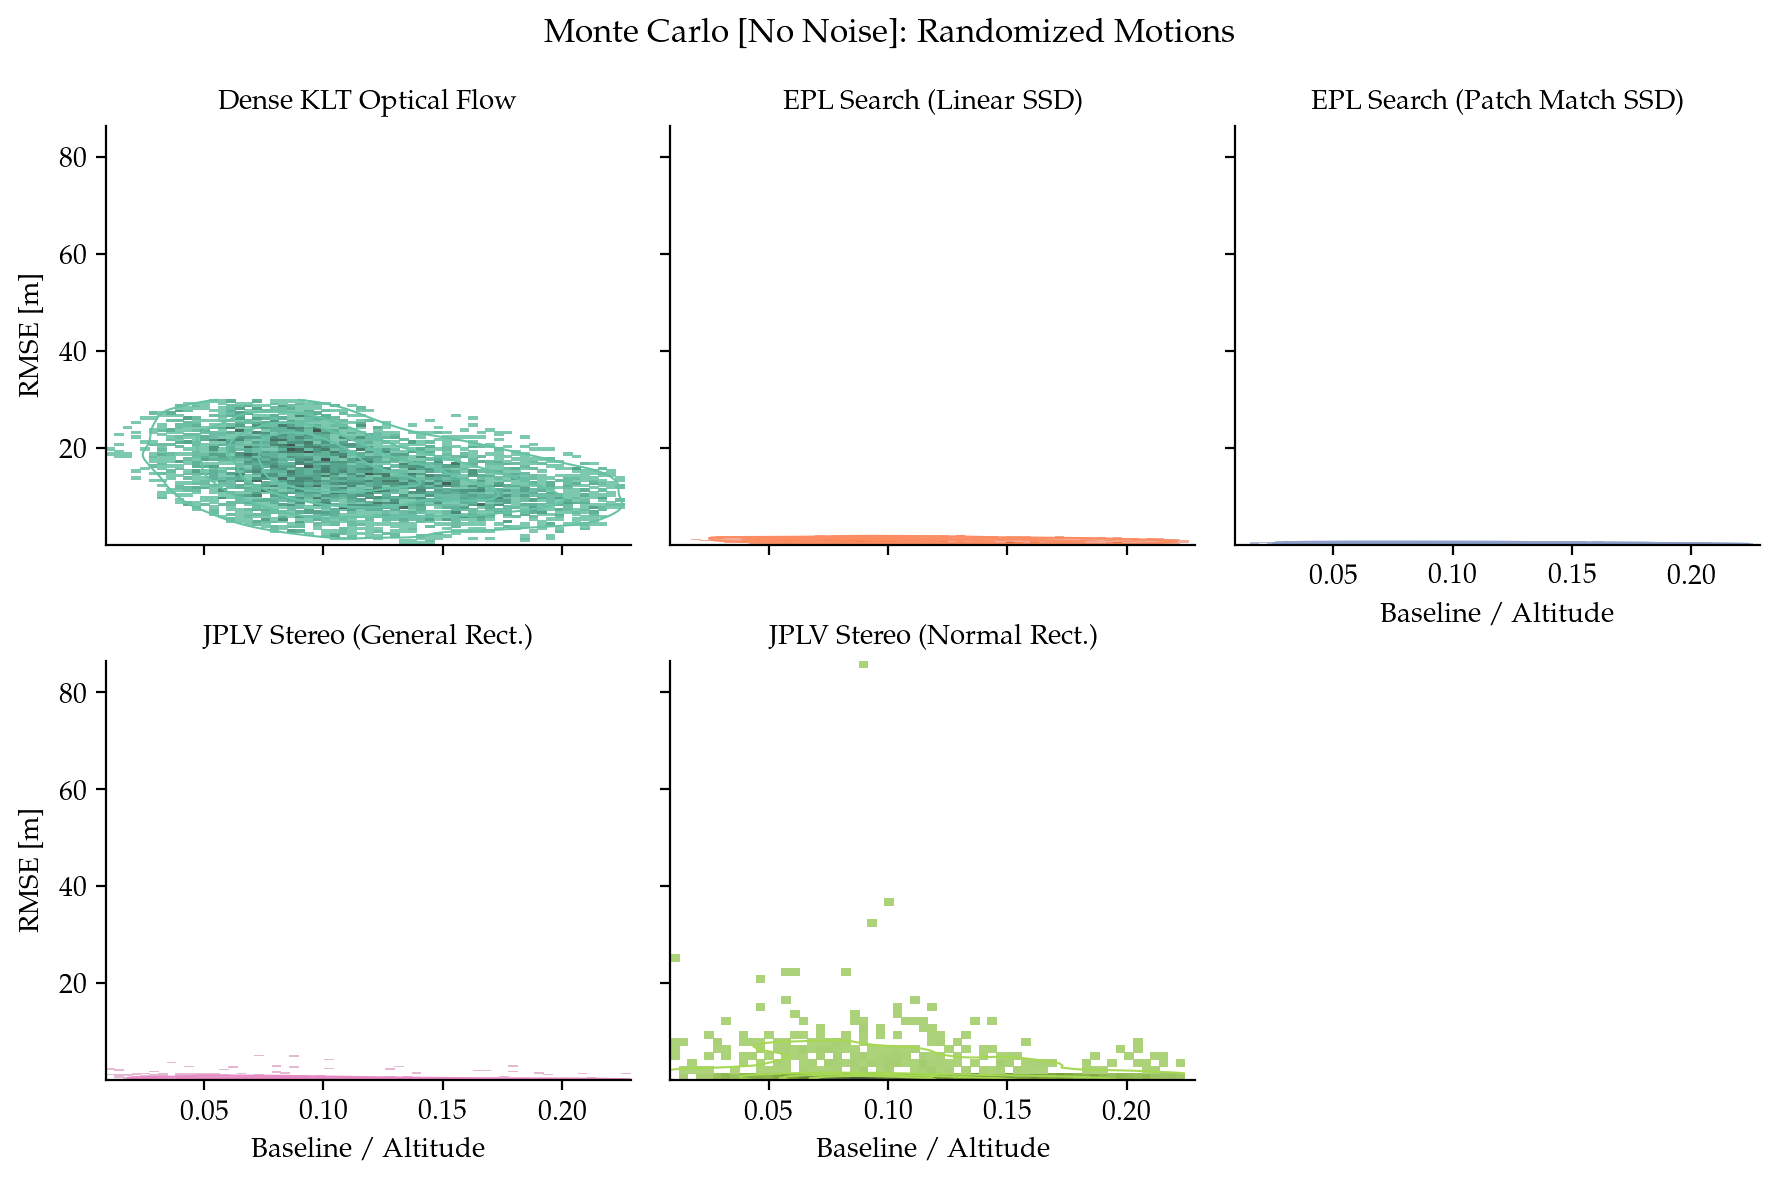 Monte Carlo [No Noise]: Randomized Motions
Dense KLT Optical Flow
EPL Search (Linear SSD)
EPL Search (Patch Match SSD)
80
60
40
20
RMSE [m]
0.05 0.10 0.15 0.20
Baseline / Altitude
JPLV Stereo (General Rect.)
JPLV Stereo (Normal Rect.)
80
60
40
20
RMSE [m]
0.05 0.10 0.15 0.20
Baseline / Altitude
0.05 0.10 0.15 0.20
Baseline / Altitude